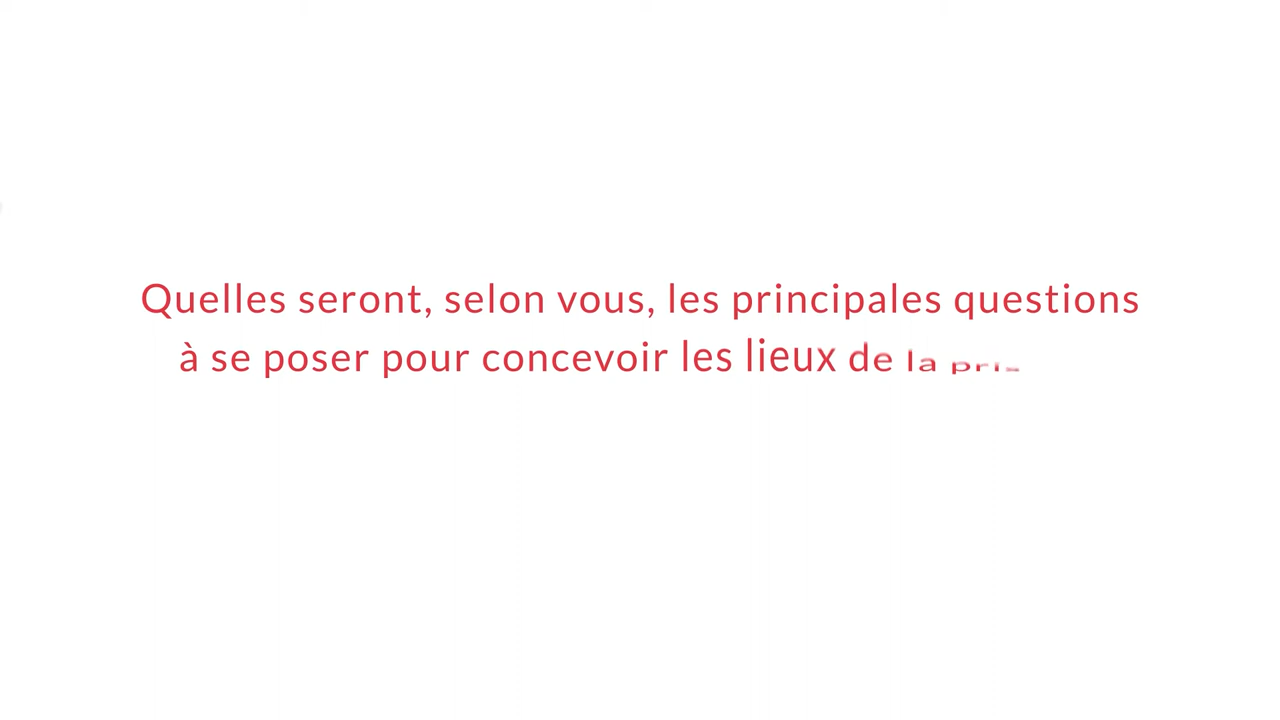 Quelles seront, selon vous, les principales questions
à se poser pour concevoir les lieux de la